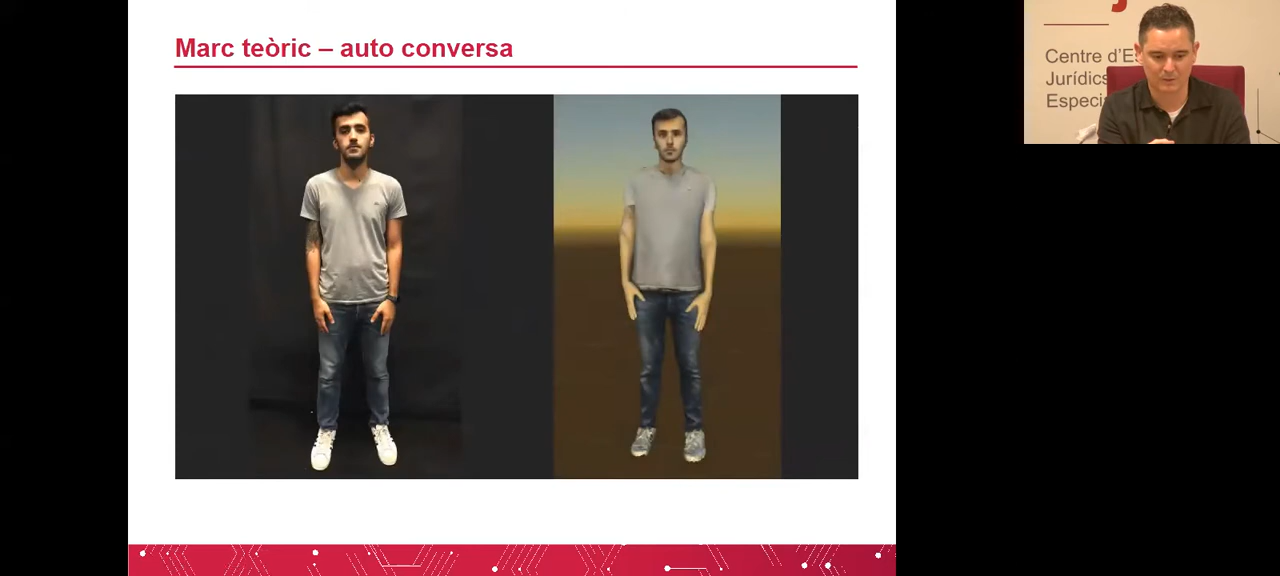 Marc teòric – auto conversa
Centre d'E
Jurídics
Especi